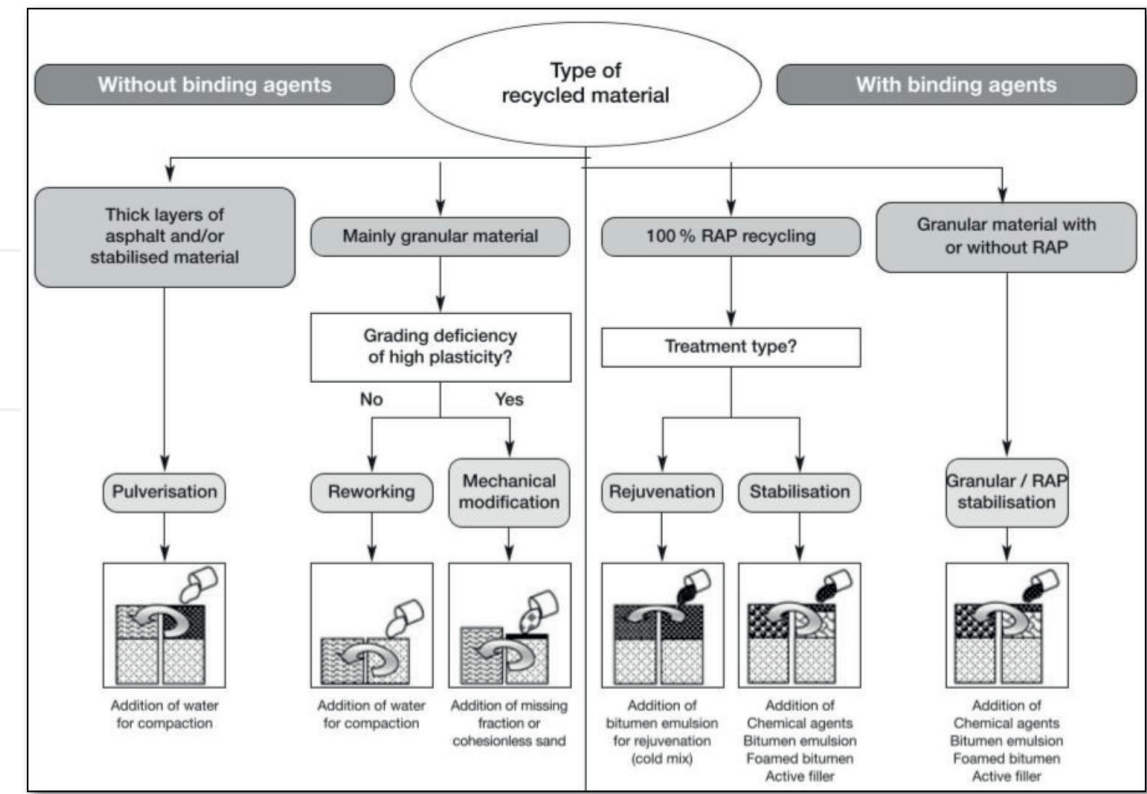 Without binding agents
Type of
recycled material
With binding agents
Thick layers of
asphalt and/or
stabilised material
Mainly granular material
100 % RAP recycling
Granular material with
or without RAP
Grading deficiency
of high plasticity?
Treatment type?
No
Yes
Pulverisation
Reworking
Mechanical
modification
Rejuvenation
Stabilisation
Granular / RAP
stabilisation
Addition of water
for compaction
Addition of water
for compaction
Addition of missing
fraction or
cohesionless sand
Addition of
bitumen emulsion
for rejuvenation
(cold mix)
Addition of
Chemical agents
Bitumen emulsion
Foamed bitumen
Active filler
Addition of
Chemical agents
Bitumen emulsion
Foamed bitumen
Active filler